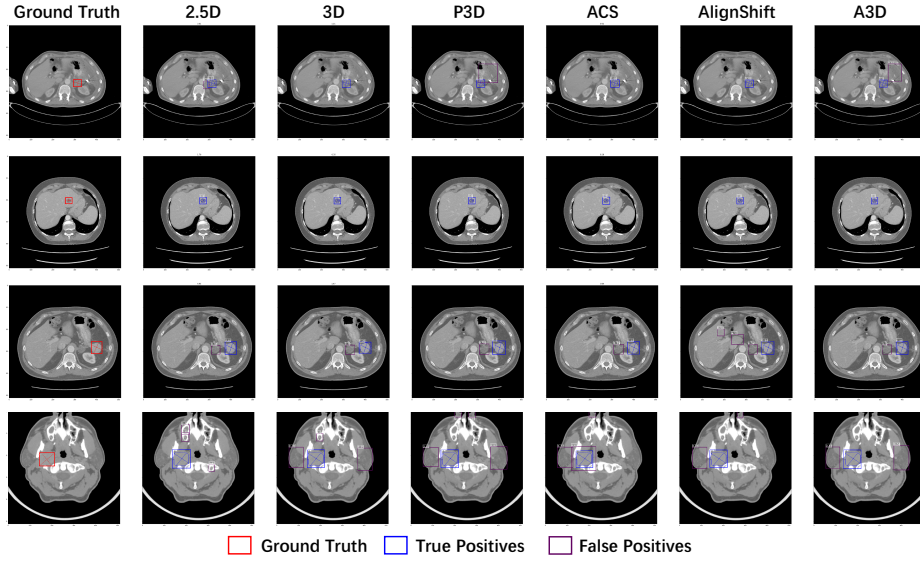 Ground Truth 2.5D 3D P3D ACS AlignShift A3D
Ground Truth True Positives False Positives